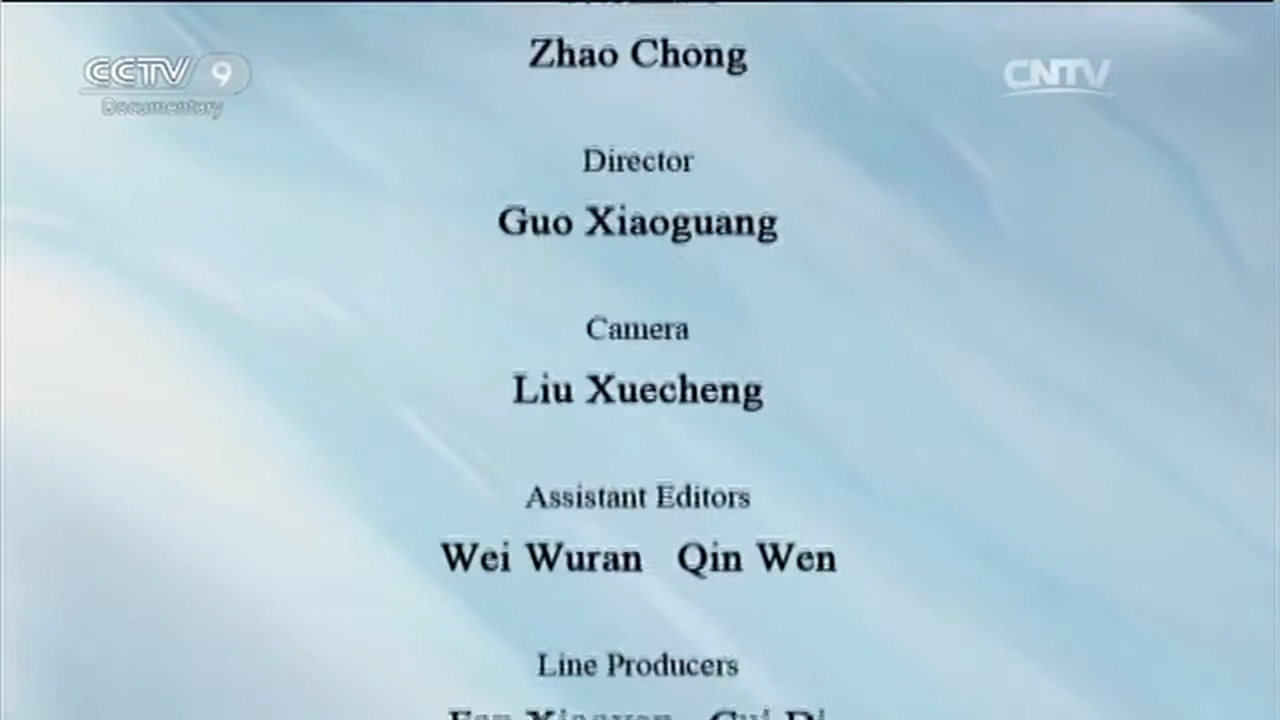 Zhao Chong
CCTV 9
CNTV
Documentary
Director
Guo Xiaoguang
Camera
Liu Xuecheng
Assistant Editors
Wei Wuran Qin Wen
Line Producers